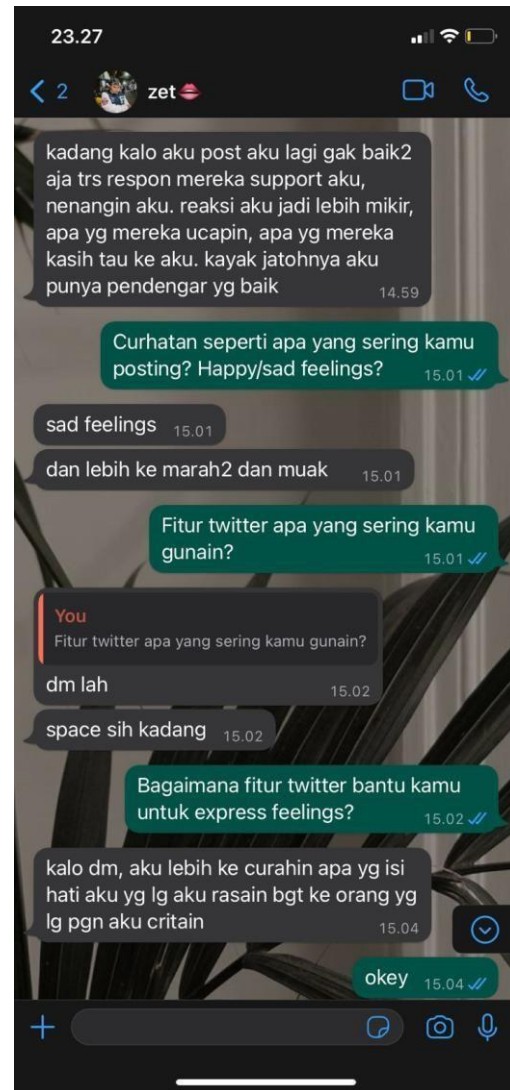 23.27
2
zet🫦
kadang kalo aku post aku lagi gak baik2
aja trs respon mereka support aku,
nenangin aku. reaksi aku jadi lebih mikir,
apa yg mereka ucapin, apa yg mereka
kasih tau ke aku. kayak jatohnya aku
punya pendengar yg baik
14.59
Curhatan seperti apa yang sering kamu
posting? Happy/sad feelings?
15.01
sad feelings 15.01
dan lebih ke marah2 dan muak 15.01
Fitur twitter apa yang sering kamu
gunain?
15.01
You
Fitur twitter apa yang sering kamu gunain?
dm lah 15.02
space sih kadang 15.02
Bagaimana fitur twitter bantu kamu
untuk express feelings?
15.02
kalo dm, aku lebih ke curahin apa yg isi
hati aku yg lg aku rasain bgt ke orang yg
lg pgn aku critain
15.04
okey 15.04